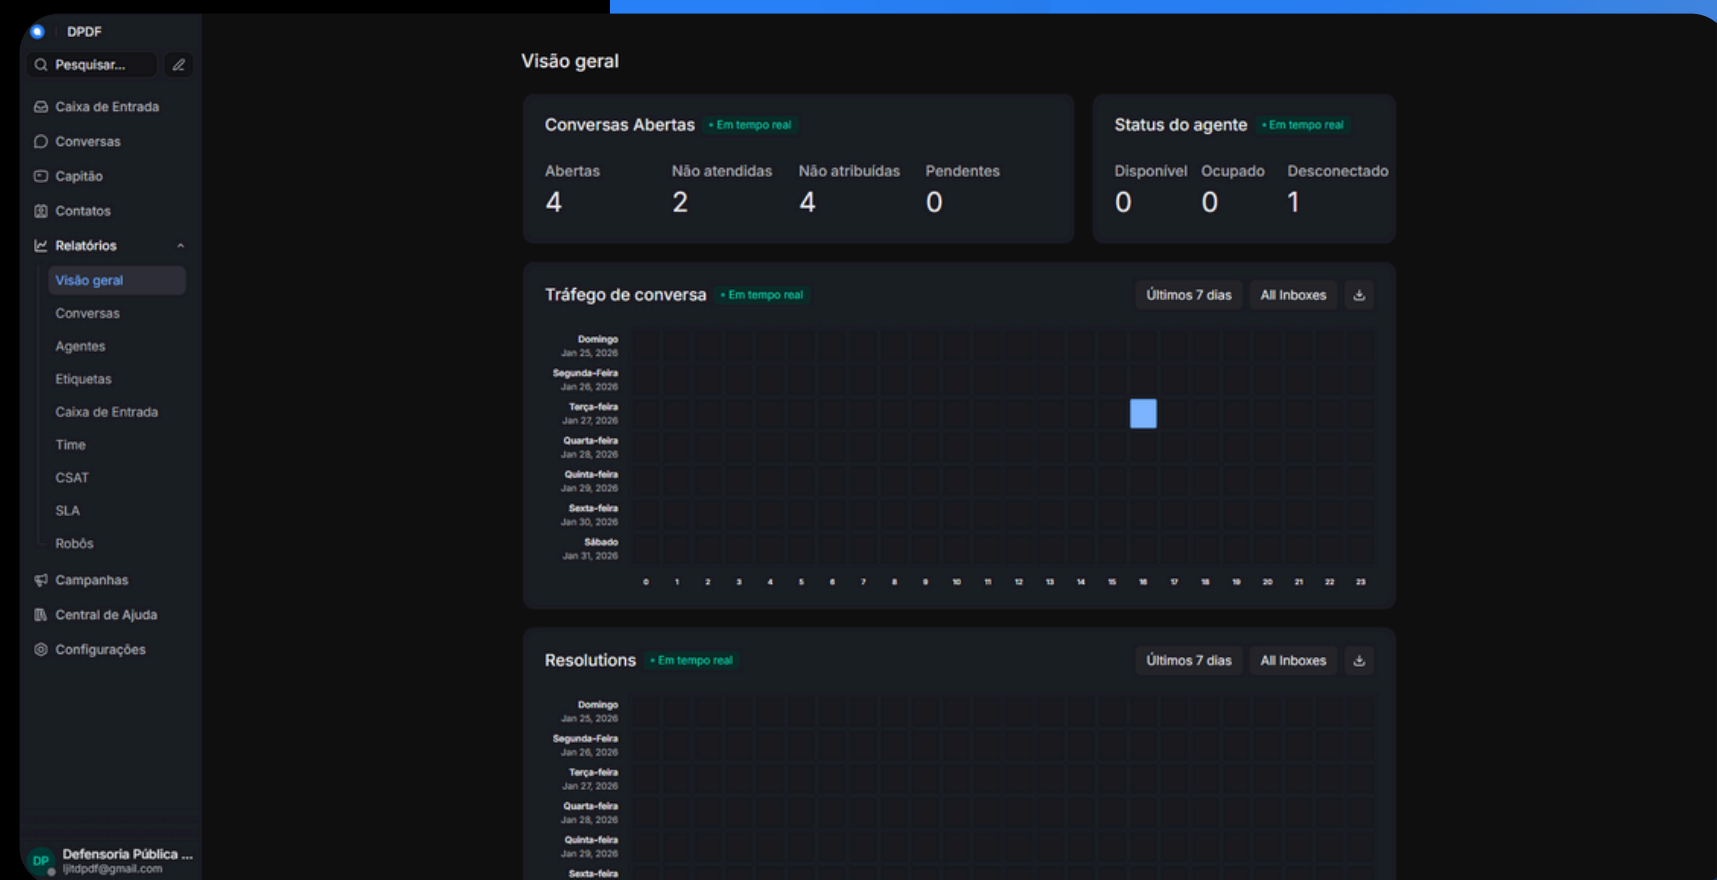 DPDF
Pesquisar...
Caixa de Entrada
Conversas
Capitão
Contatos
Relatórios
Visão geral
Conversas
Agentes
Etiquetas
Caixa de Entrada
Time
CSAT
SLA
Robôs
Campanhas
Central de Ajuda
Configurações
DP
Defensoria Pública ...
ljitdpdf@gmail.com
Visão geral
Conversas Abertas • Em tempo real
Abertas Não atendidas Não atribuídas Pendentes
4 2 4 0
Status do agente • Em tempo real
Disponível Ocupado Desconectado
0 0 1
Tráfego de conversa • Em tempo real
Últimos 7 dias All Inboxes
Domingo
Jan 25, 2026
Segunda-Feira
Jan 26, 2026
Terça-feira
Jan 27, 2026
Quarta-feira
Jan 28, 2026
Quinta-feira
Jan 29, 2026
Sexta-feira
Jan 30, 2026
Sábado
Jan 31, 2026
0 1 2 3 4 5 6 7 8 9 10 11 12 13 14 15 16 17 18 19 20 21 22 23
Resolutions • Em tempo real
Últimos 7 dias All Inboxes
Domingo
Jan 25, 2026
Segunda-Feira
Jan 26, 2026
Terça-feira
Jan 27, 2026
Quarta-feira
Jan 28, 2026
Quinta-feira
Jan 29, 2026
Sexta-feira